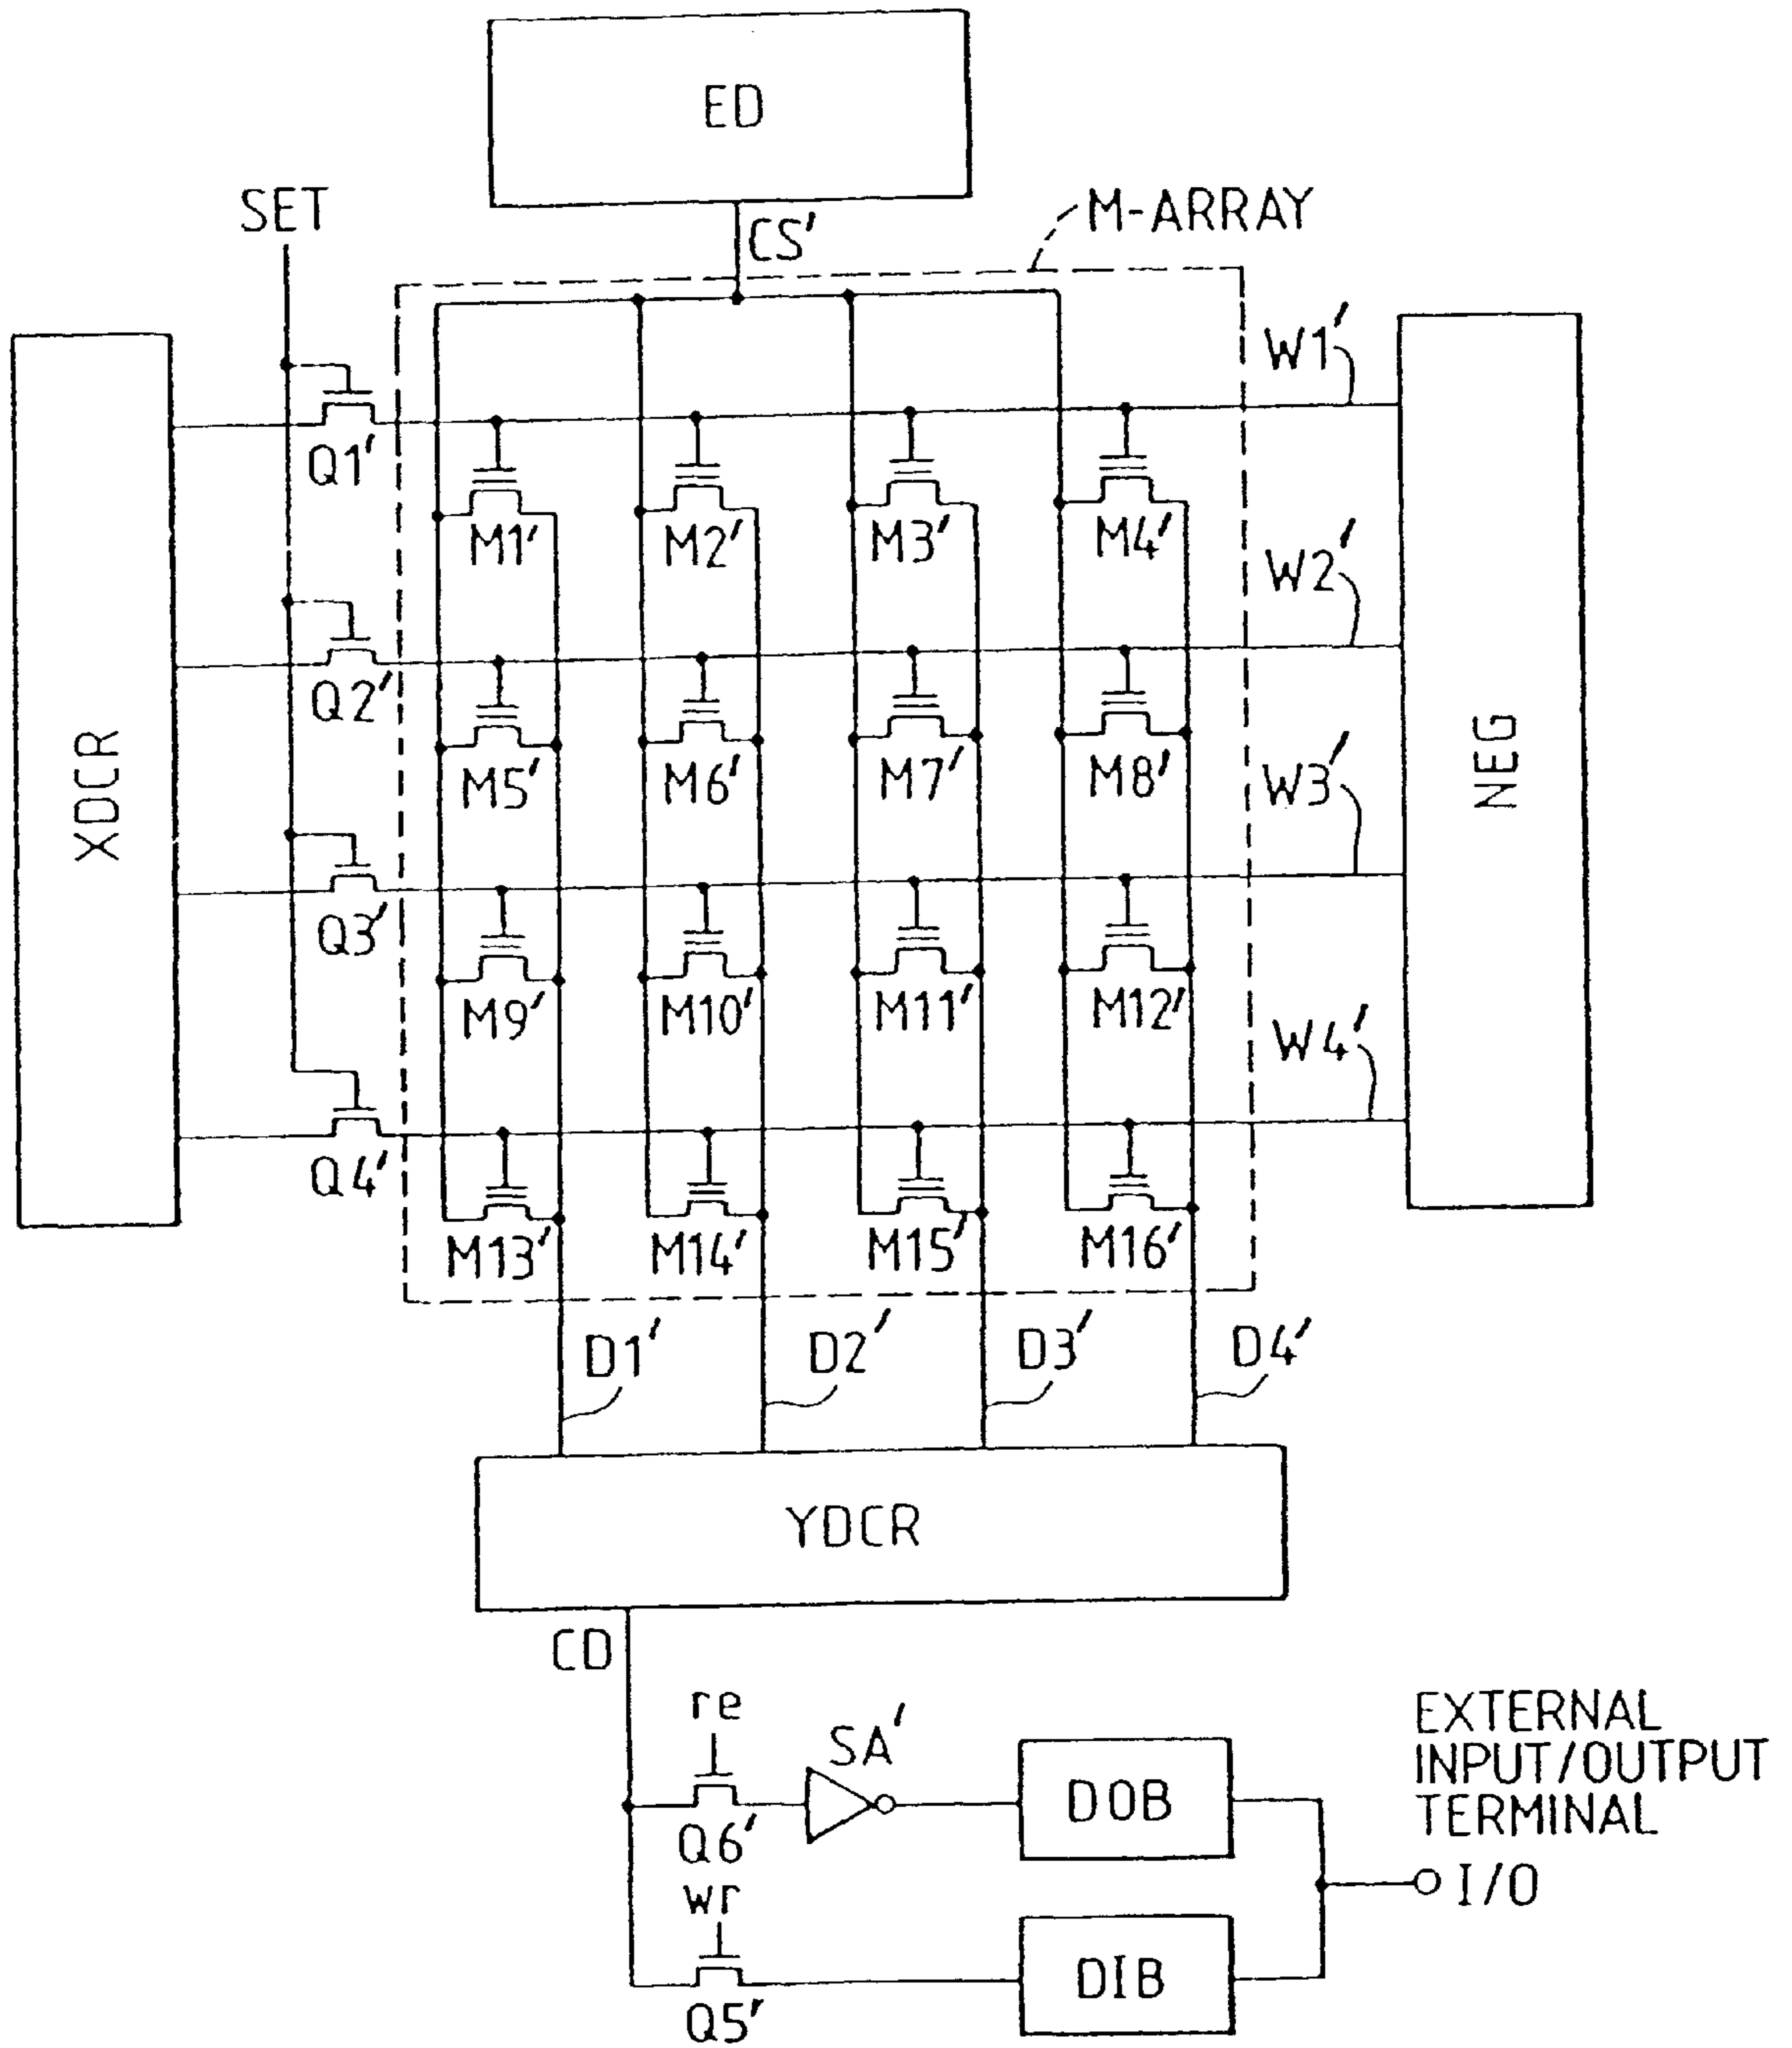 ED
SET
CS'
M-ARRAY
W1'
Q1'
M1' M2' M3' M4'
W2'
Q2'
M5' M6' M7' M8'
XDCR
NEG
W3'
Q3'
M9' M10' M11' M12'
W4'
Q4'
M13' M14' M15' M16'
D1' D2' D3' D4'
YDCR
CD
re
SA'
DOB
Q6'
EXTERNAL
INPUT/OUTPUT
TERMINAL
I/O
wr
DIB
Q5'